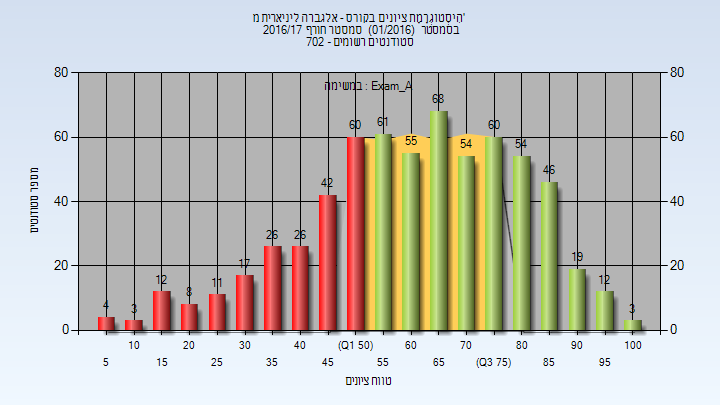 הִיסְטוֹגְרָמַת ציונים בקורס - אלגברה ליניארית מ'
בסמסטר (01/2016) סמסטר חורף 2016/17
סטודנטים רשומים - 702
במשימה : Exam_A
80 80
60 60
40 40
20 20
0 0
מספר סטודנטים
4 3 12 8 11 17 26 26 42 60 61 55 68 54 60 54 46 19 12 3
10 20 30 40 (Q1 50) 60 70 80 90 100
5 15 25 35 45 55 65 (Q3 75) 85 95
טווח ציונים